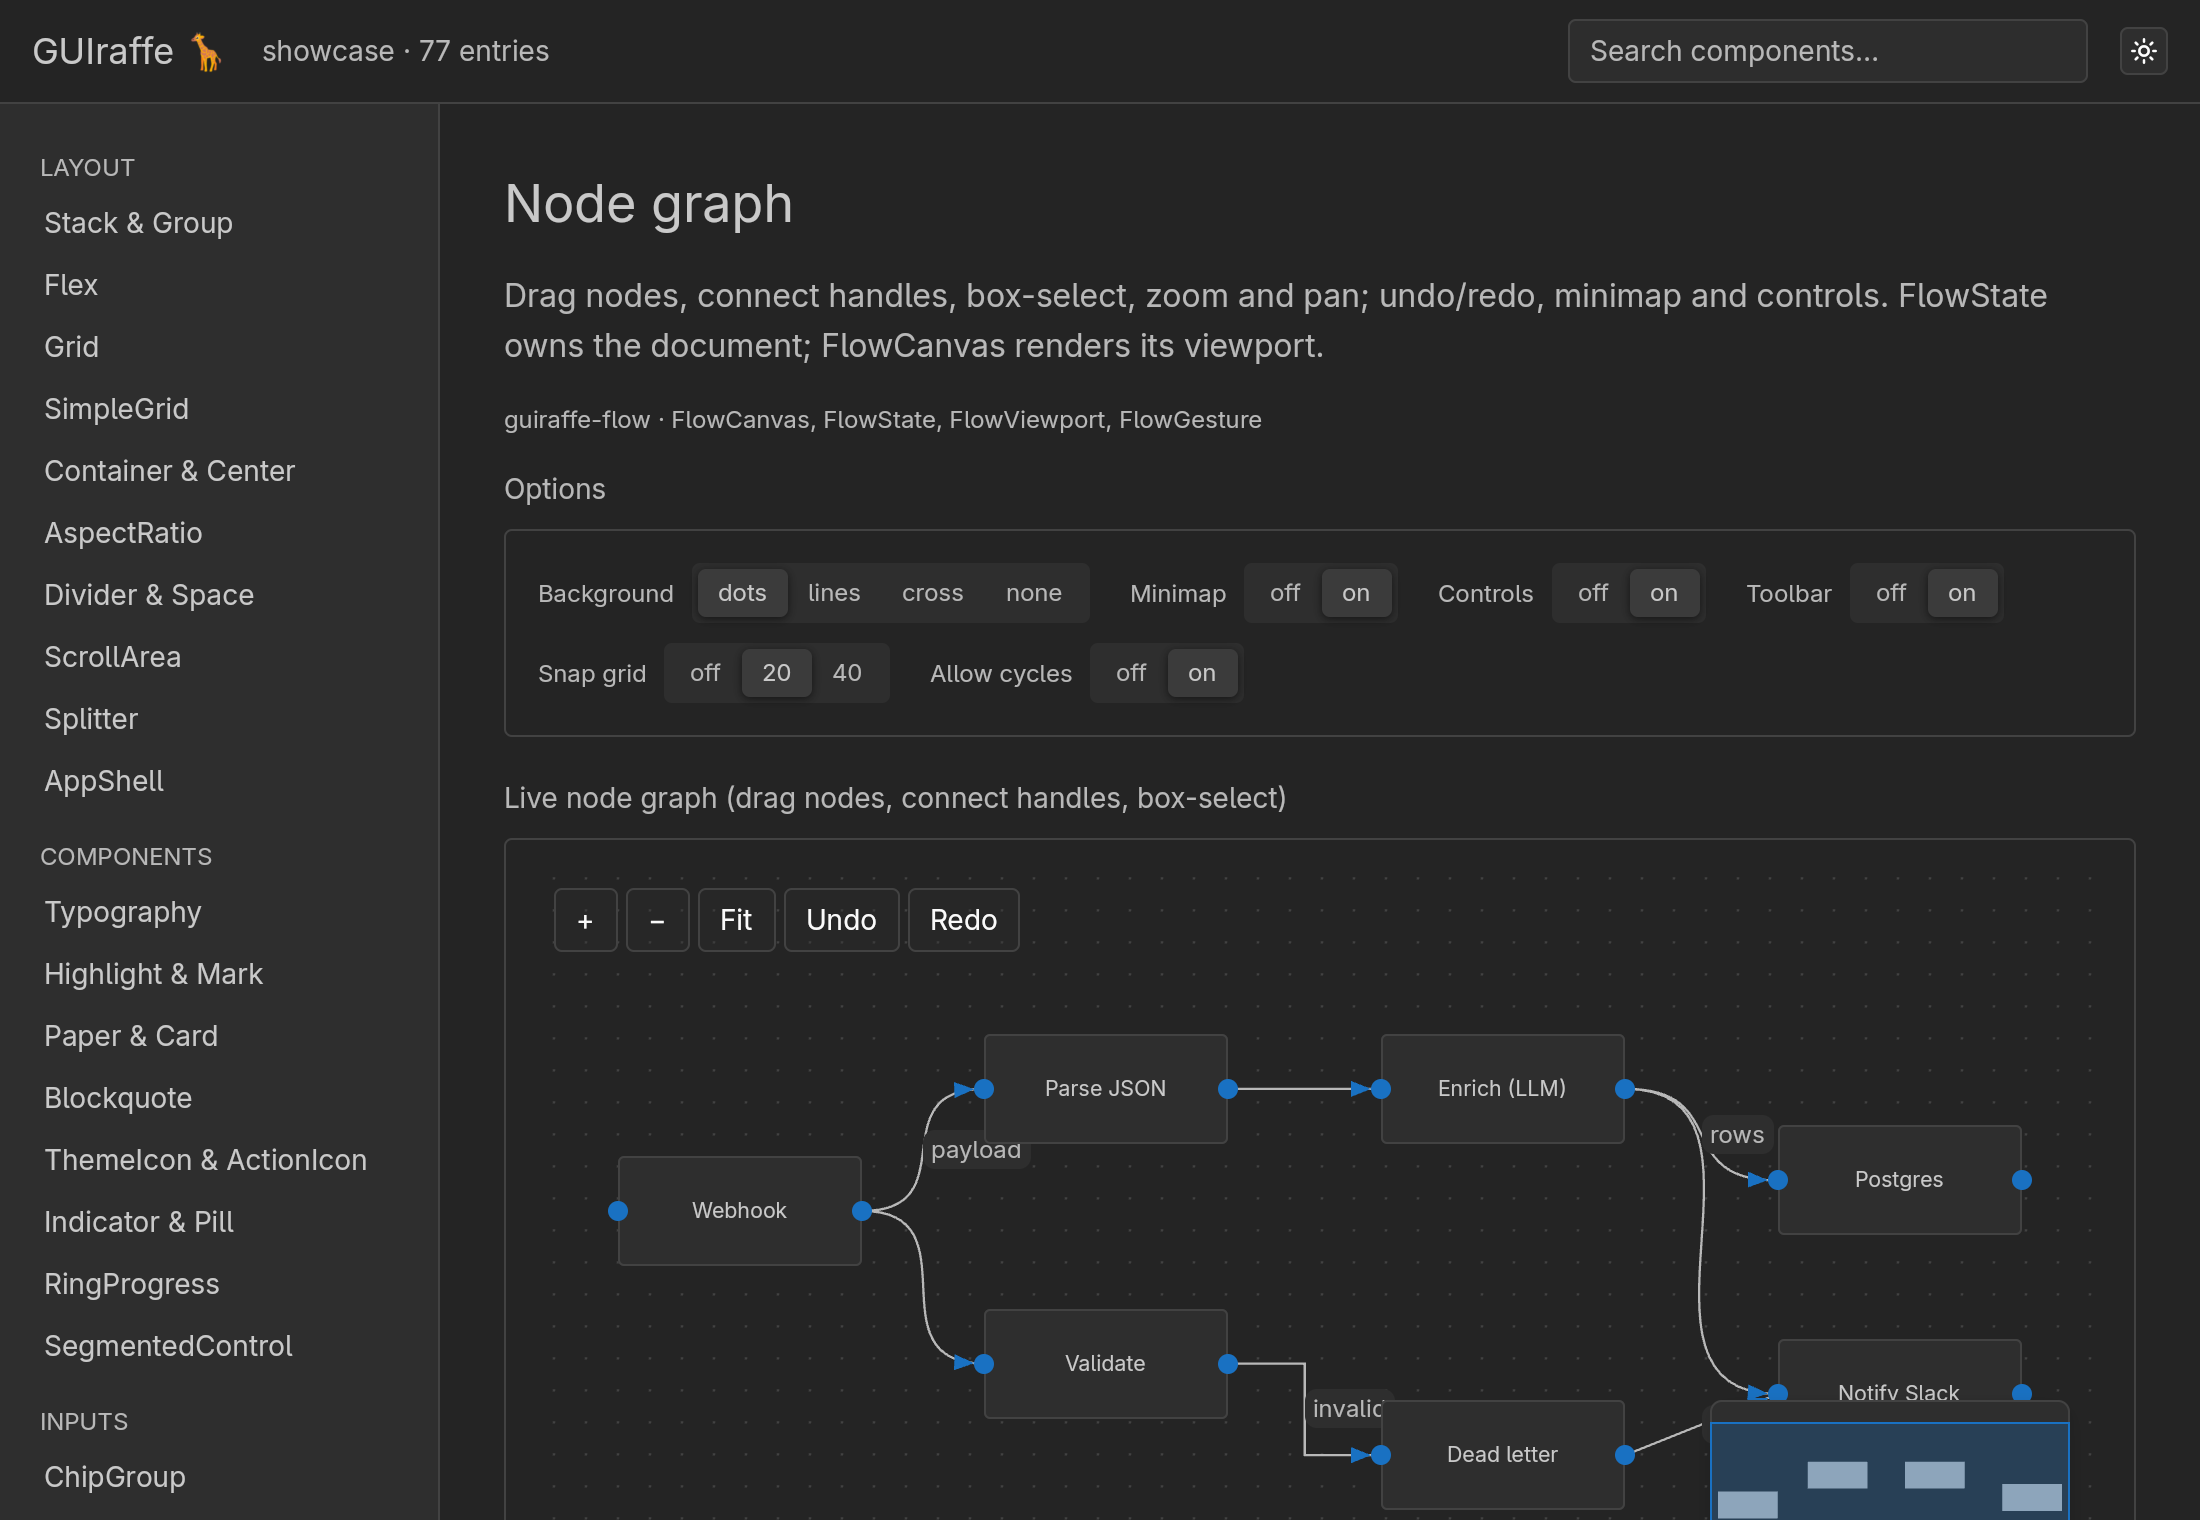 GUIraffe 🦒 showcase · 77 entries
Search components...
LAYOUT
Stack & Group
Flex
Grid
SimpleGrid
Container & Center
AspectRatio
Divider & Space
ScrollArea
Splitter
AppShell
COMPONENTS
Typography
Highlight & Mark
Paper & Card
Blockquote
ThemeIcon & ActionIcon
Indicator & Pill
RingProgress
SegmentedControl
INPUTS
ChipGroup
Node graph
Drag nodes, connect handles, box-select, zoom and pan; undo/redo, minimap and controls. FlowState
owns the document; FlowCanvas renders its viewport.
guiraffe-flow · FlowCanvas, FlowState, FlowViewport, FlowGesture
Options
Background dots lines cross none Minimap off on Controls off on Toolbar off on
Snap grid off 20 40 Allow cycles off on
Live node graph (drag nodes, connect handles, box-select)
+ − Fit Undo Redo
Parse JSON
Enrich (LLM)
rows
payload
Postgres
Webhook
Validate
Notify Slack
invalid
Dead letter